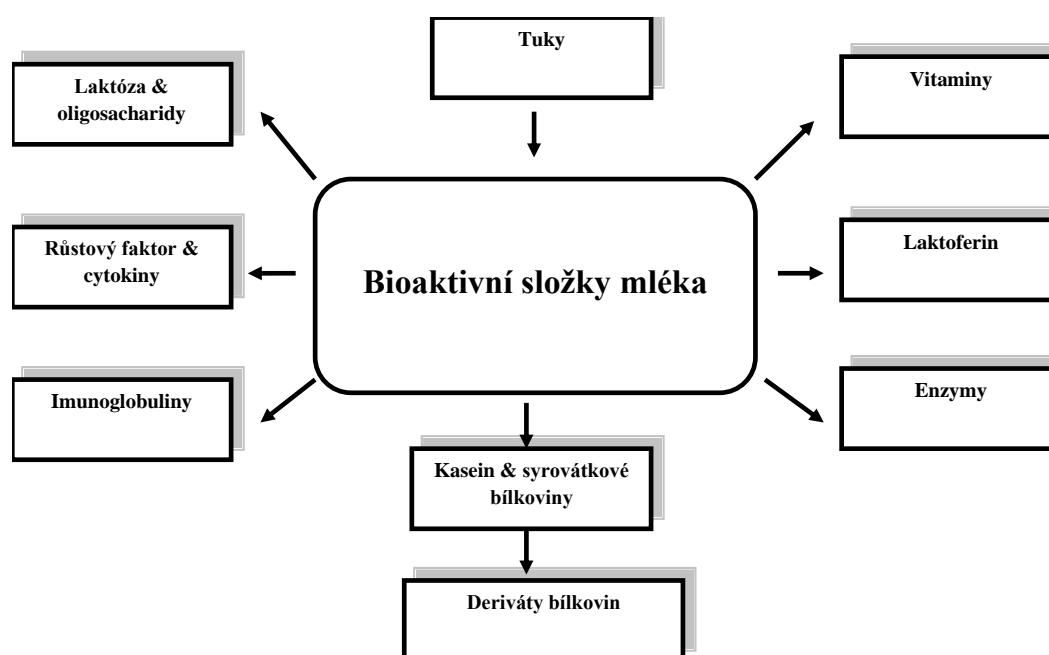 Tuky
Laktóza &
oligosacharidy
Vitaminy
Růstový faktor &
cytokiny
Bioaktivní složky mléka
Laktoferin
Imunoglobuliny
Enzymy
Kasein & syrovátkové
bílkoviny
Deriváty bílkovin